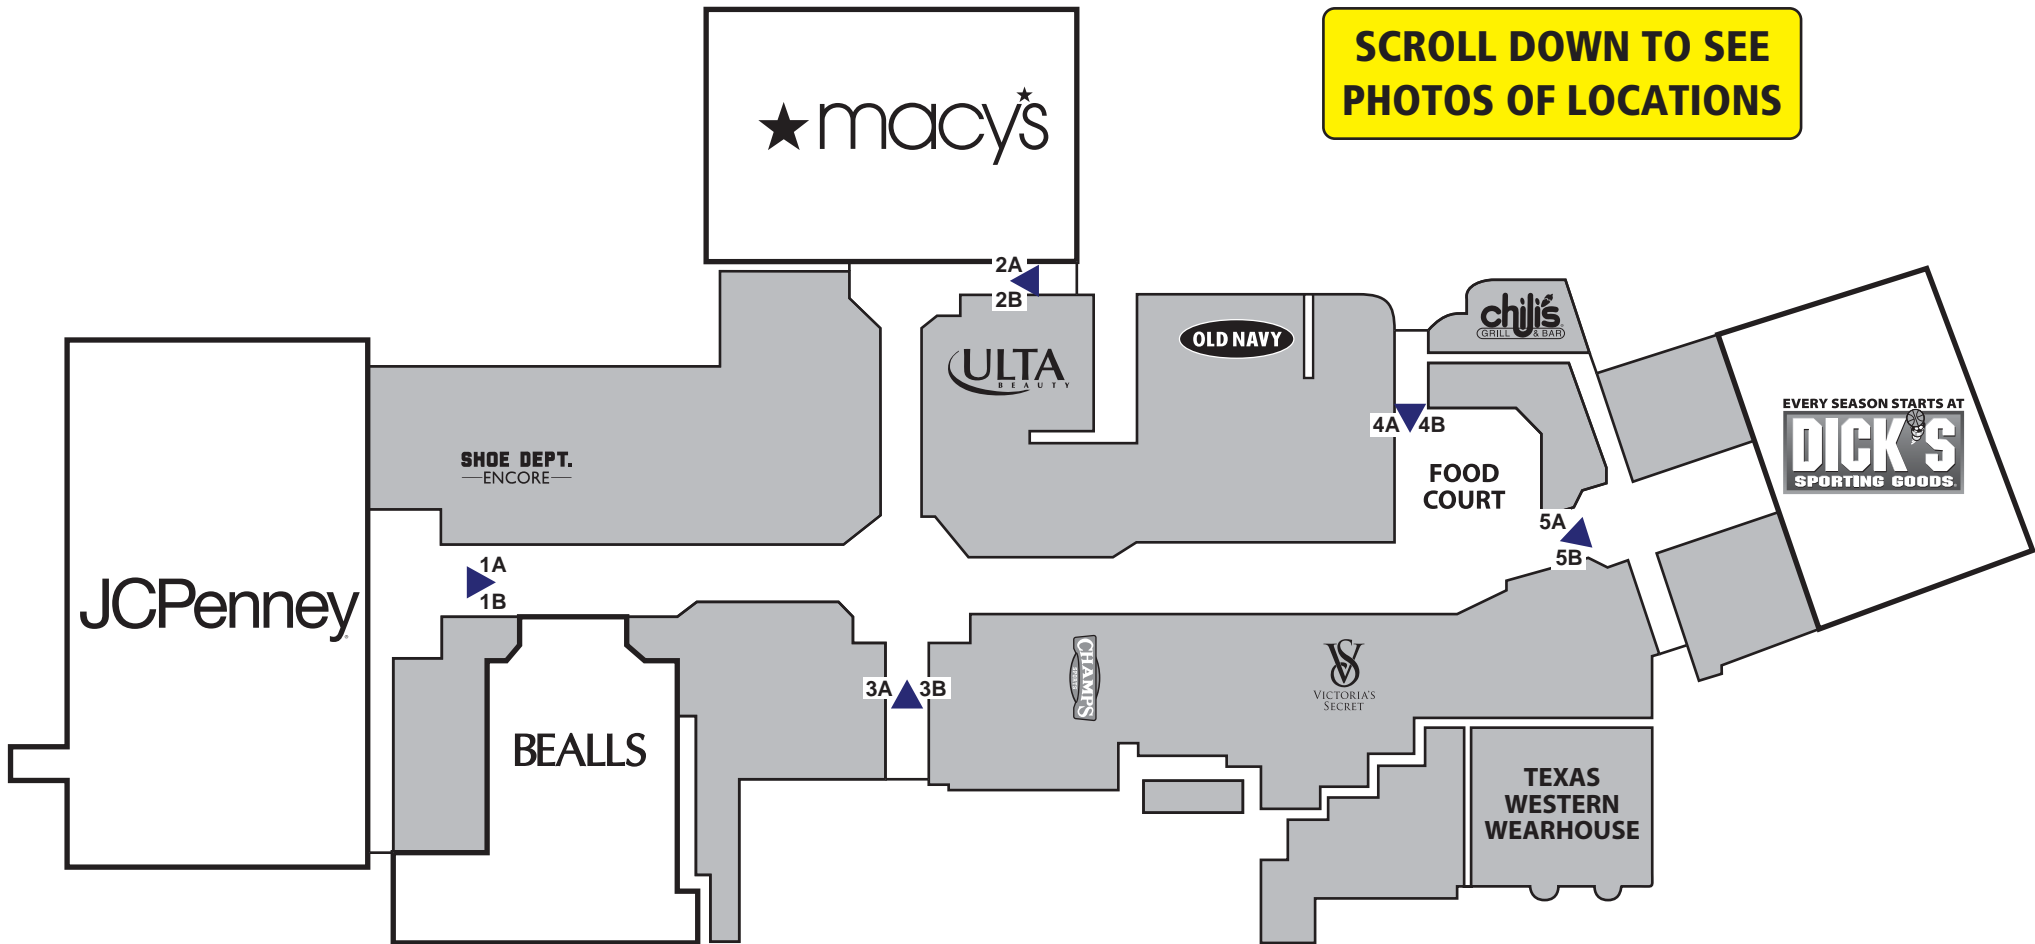 SCROLL DOWN TO SEE
PHOTOS OF LOCATIONS
macy's
2A
2B
chili's
GRILL & BAR
OLD NAVY
ULTA
BEAUTY
EVERY SEASON STARTS AT
DICK'S
SPORTING GOODS
4A 4B
SHOE DEPT.
ENCORE
FOOD
COURT
5A
5B
1A
1B
JCPenney
3A 3B
CHAMPS
SPORTS
VS
VICTORIA'S
SECRET
BEALLS
TEXAS
WESTERN
WEARHOUSE